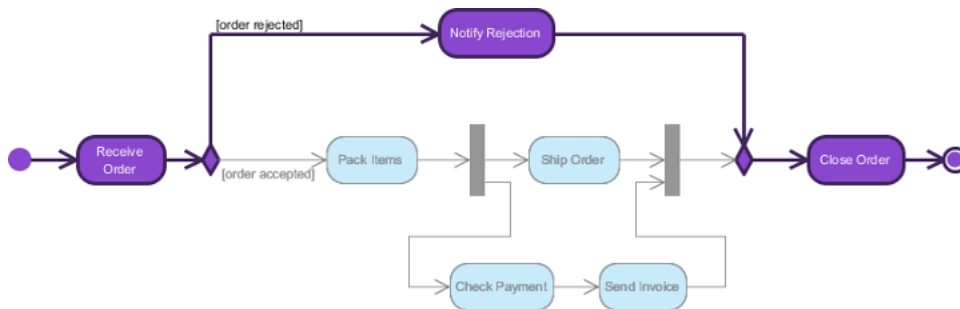 [order rejected]
Notify Rejection
Receive
Order
[order accepted]
Pack Items
Ship Order
Close Order
Check Payment
Send Invoice